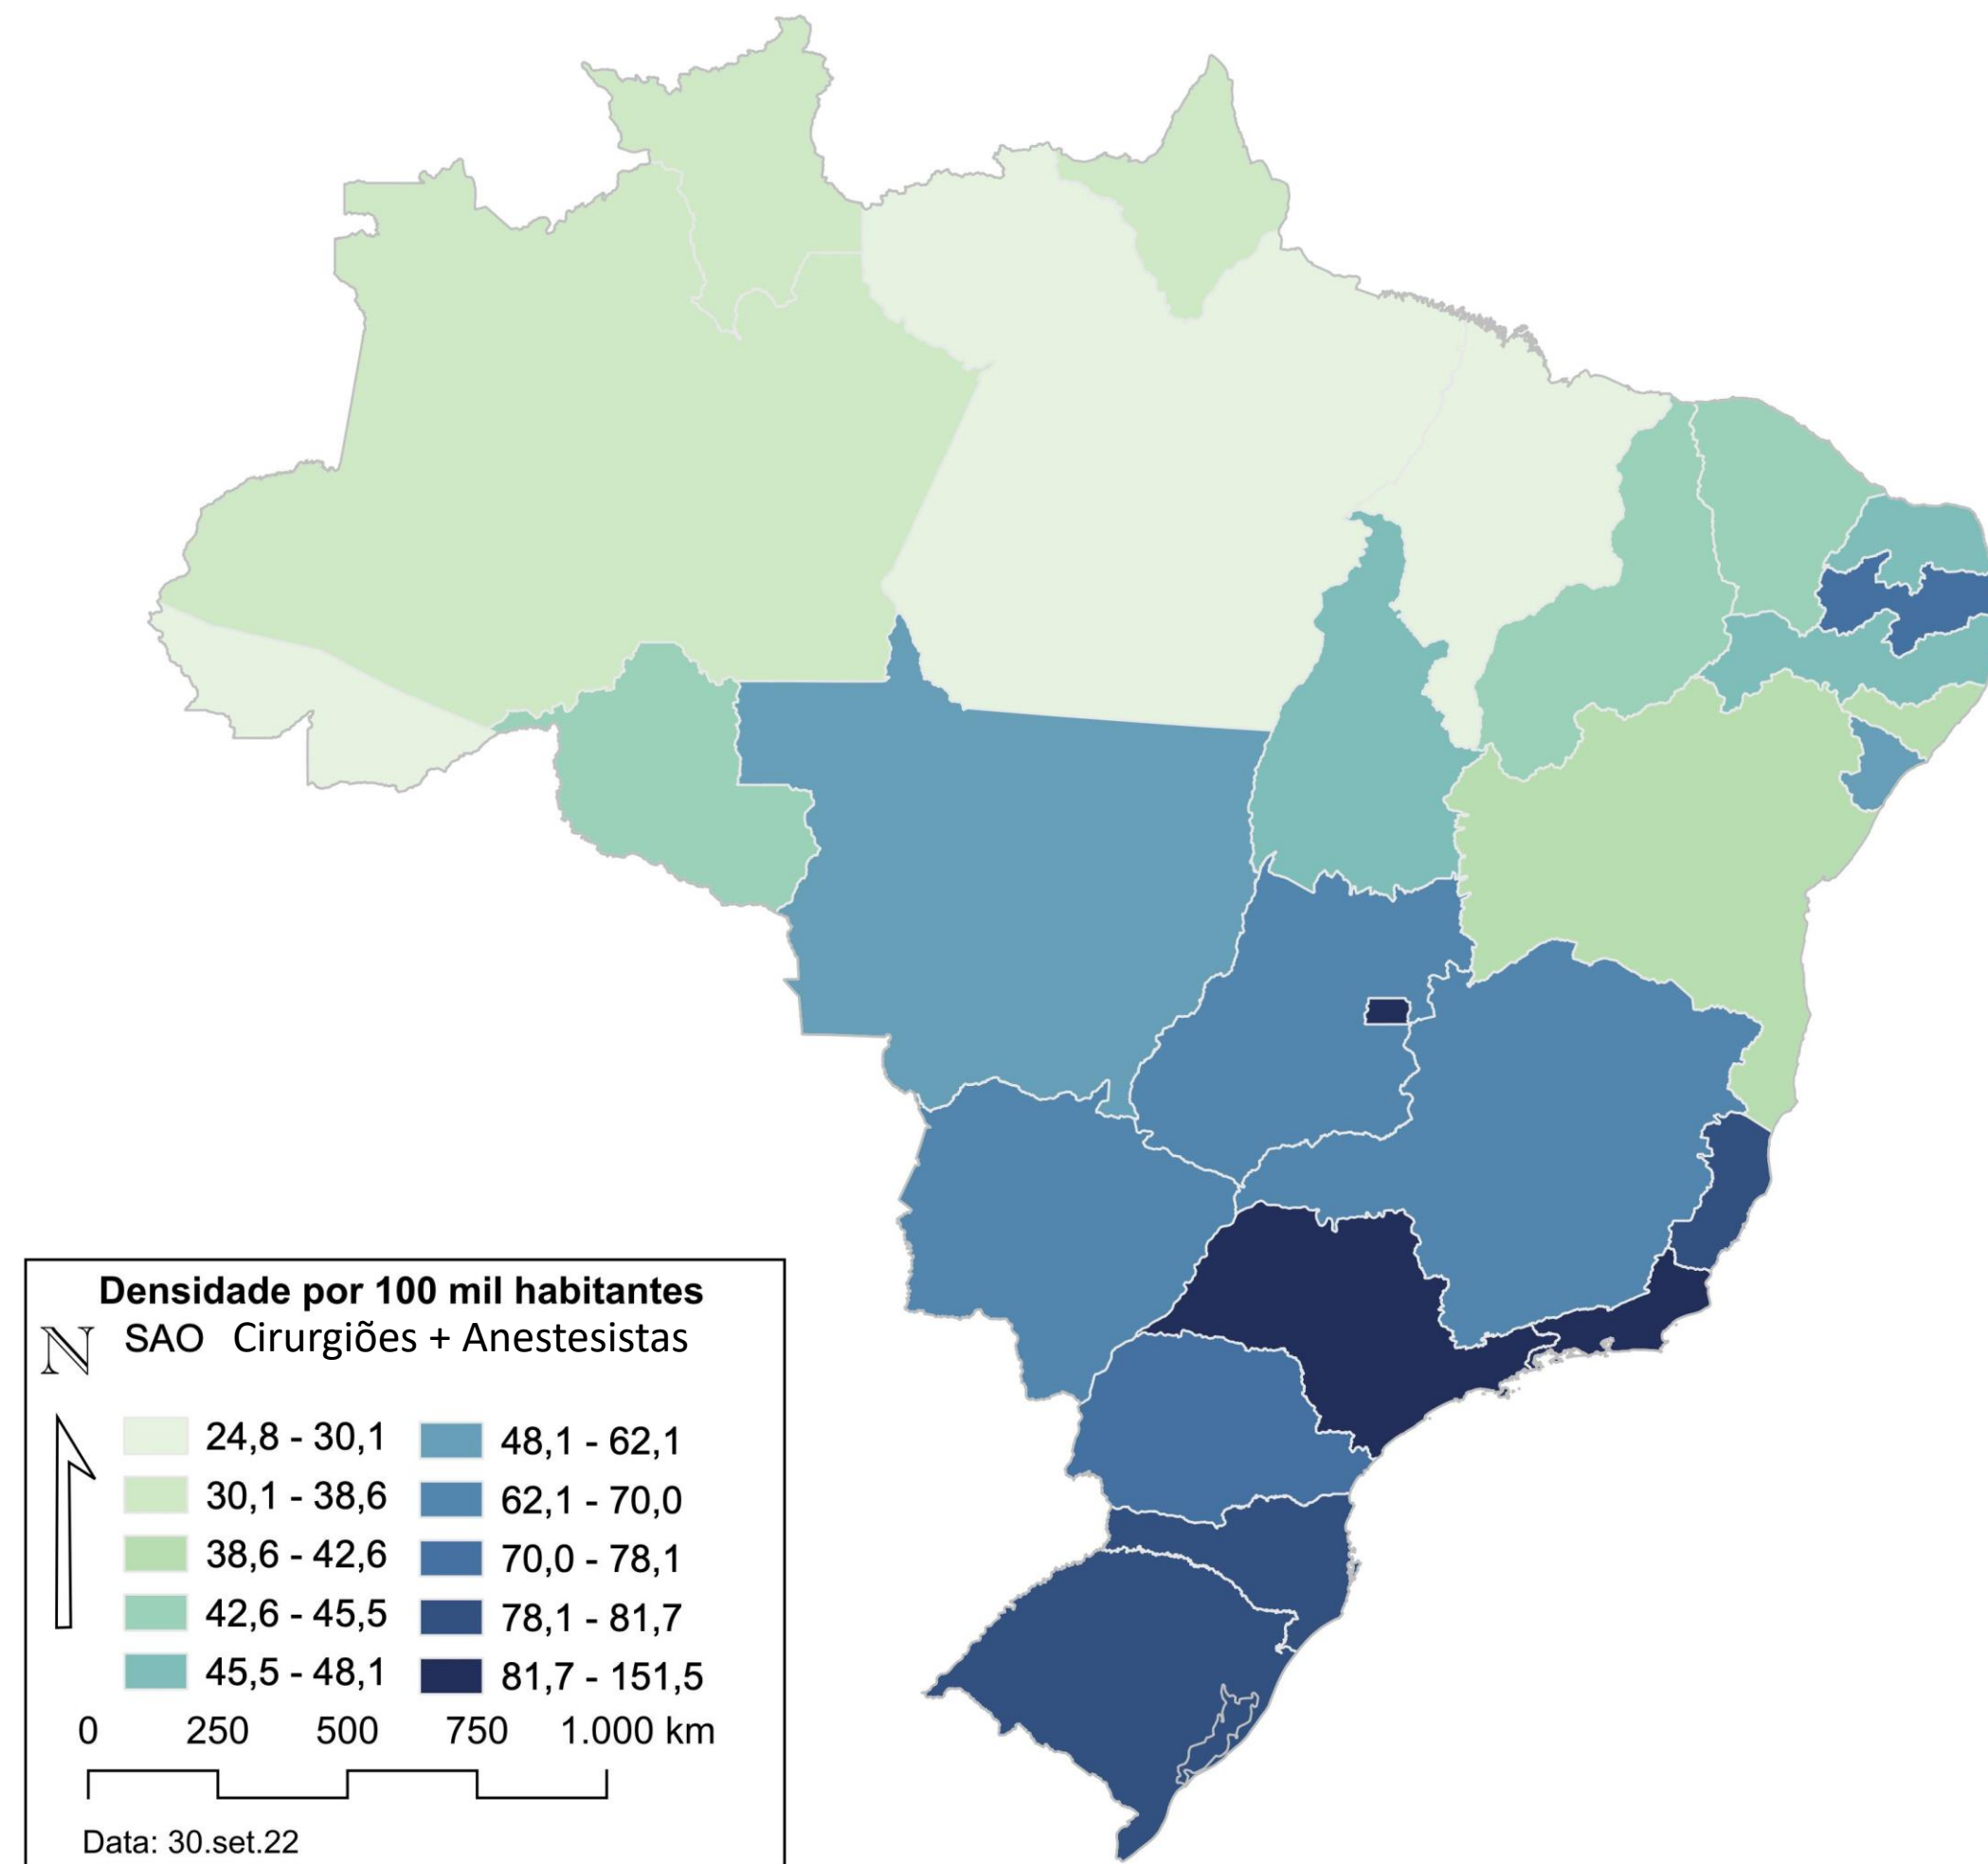 Densidade por 100 mil habitantes
N SAO Cirurgiões + Anestesistas
24,8 - 30,1 48,1 - 62,1
30,1 - 38,6 62,1 - 70,0
38,6 - 42,6 70,0 - 78,1
42,6 - 45,5 78,1 - 81,7
45,5 - 48,1 81,7 - 151,5
0 250 500 750 1.000 km
Data: 30.set.22